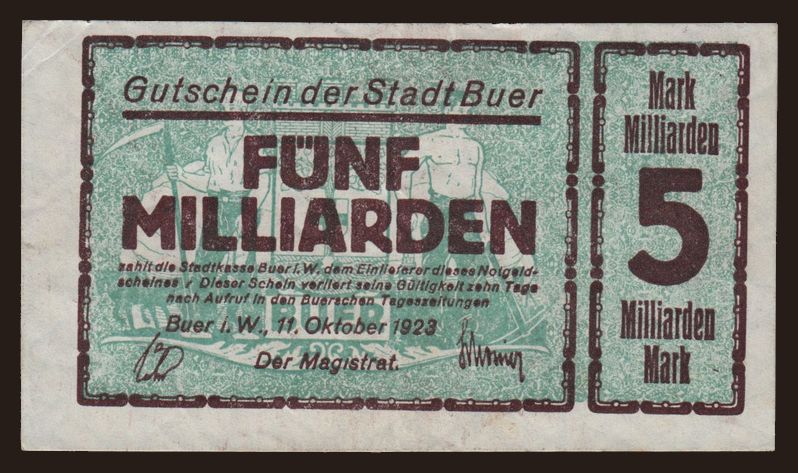 Gutschein der Stadt Buer
FÜNF
MILLIARDEN
zahlt die Stadtkasse Buer i.W. dem Einlieferer dieses Notgeld-
scheines / Dieser Schein verliert seine Gültigkeit zehn Tage
nach Aufruf in den Buerschen Tageszeitungen
BUER
Buer i.W., 11. Oktober 1923
Der Magistrat.
Mark
Milliarden
5
Milliarden
Mark